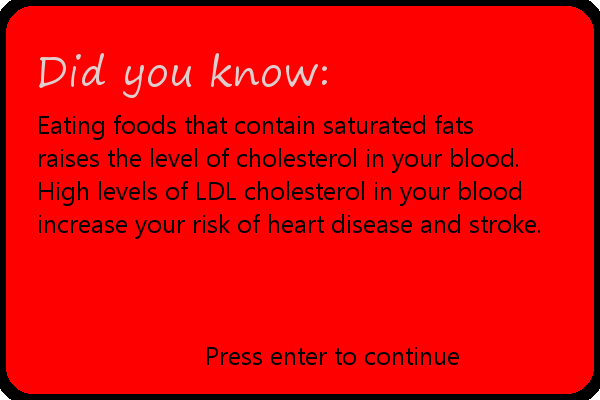 Did you know:
Eating foods that contain saturated fats
raises the level of cholesterol in your blood.
High levels of LDL cholesterol in your blood
increase your risk of heart disease and stroke.
Press enter to continue